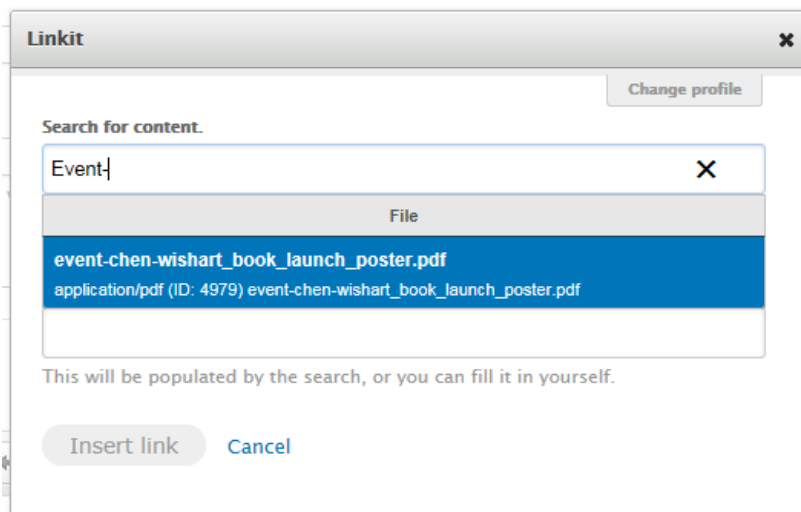 Linkit
Change profile
Search for content.
Event-
File
event-chen-wishart_book_launch_poster.pdf
application/pdf (ID: 4979) event-chen-wishart_book_launch_poster.pdf
This will be populated by the search, or you can fill it in yourself.
Insert link Cancel